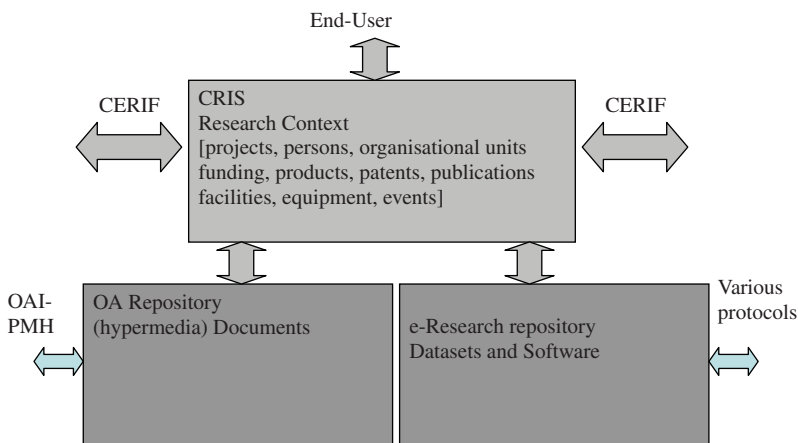 End-User
CERIF
CRIS
Research Context
[projects, persons, organisational units
funding, products, patents, publications
facilities, equipment, events]
CERIF
OAI-
PMH
OA Repository
(hypermedia) Documents
e-Research repository
Datasets and Software
Various
protocols